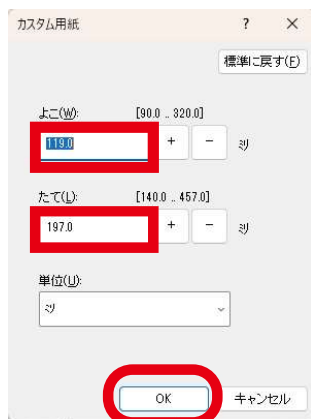 カスタム用紙 ? ×
標準に戻す(F)
よこ(W): [90.0 .. 320.0]
119.0 + − ミリ
たて(L): [140.0 .. 457.0]
197.0 + − ミリ
単位(U):
ミリ
OK キャンセル